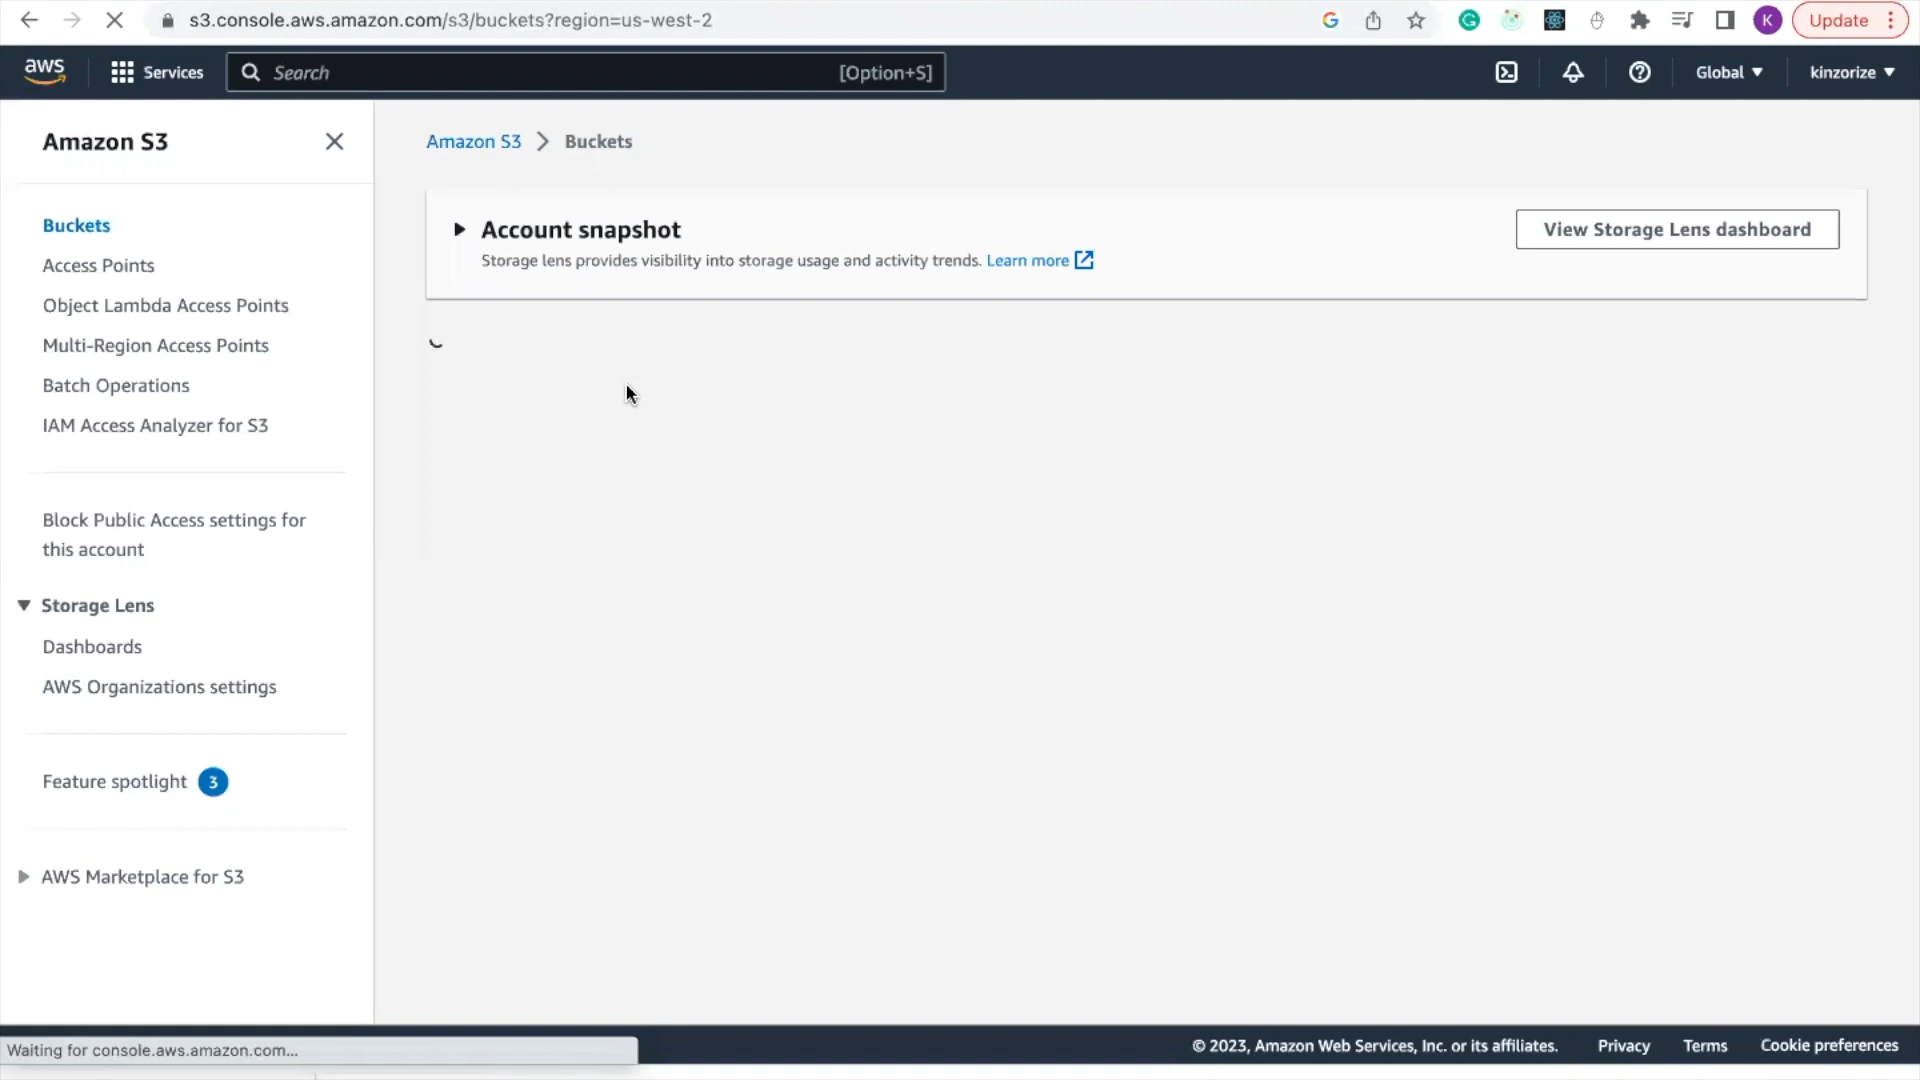 s3.console.aws.amazon.com/s3/buckets?region=us-west-2
K
Update
aws
Services
Search
[Option+S]
Global
kinzorize
Amazon S3
Buckets
Access Points
Object Lambda Access Points
Multi-Region Access Points
Batch Operations
IAM Access Analyzer for S3
Block Public Access settings for
this account
Storage Lens
Dashboards
AWS Organizations settings
Feature spotlight 3
AWS Marketplace for S3
Amazon S3 Buckets
Account snapshot
Storage lens provides visibility into storage usage and activity trends. Learn more
View Storage Lens dashboard
Waiting for console.aws.amazon.com...
© 2023, Amazon Web Services, Inc. or its affiliates. Privacy Terms Cookie preferences